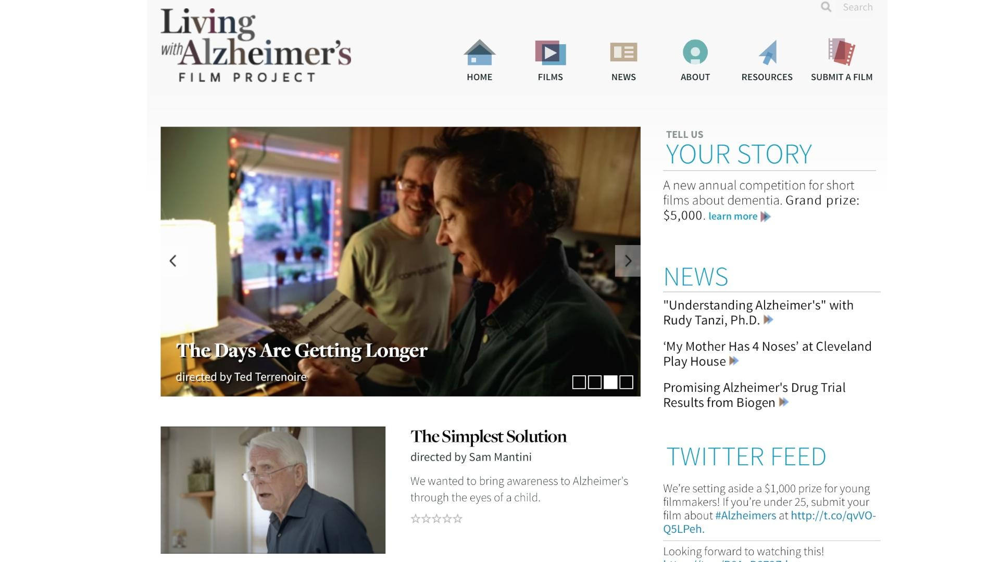 Living
with Alzheimer's
FILM PROJECT
Search
HOME
FILMS
NEWS
ABOUT
RESOURCES
SUBMIT A FILM
The Days Are Getting Longer
directed by Ted Terrenoire
TELL US
YOUR STORY
A new annual competition for short
films about dementia. Grand prize:
$5,000. learn more
NEWS
"Understanding Alzheimer's" with
Rudy Tanzi, Ph.D.
‘My Mother Has 4 Noses’ at Cleveland
Play House
Promising Alzheimer's Drug Trial
Results from Biogen
The Simplest Solution
directed by Sam Mantini
We wanted to bring awareness to Alzheimer's
through the eyes of a child.
TWITTER FEED
We’re setting aside a $1,000 prize for young
filmmakers! If you’re under 25, submit your
film about #Alzheimers at http://t.co/qvVO-
Q5LPeh.
Looking forward to watching this!